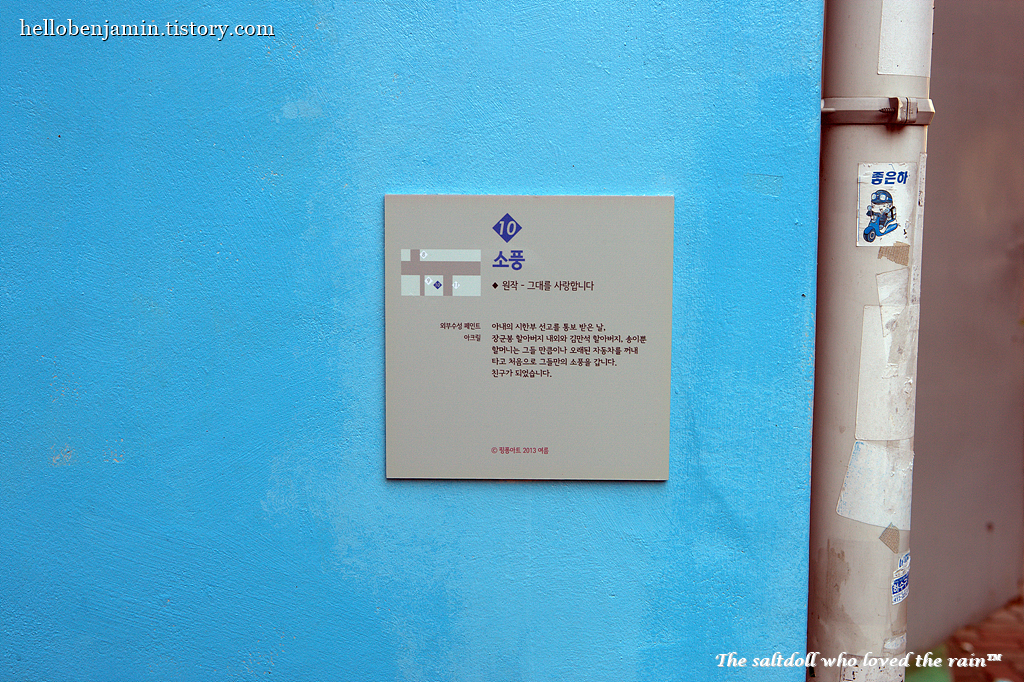 hellobenjamin.tistory.com
10
소풍
◆ 원작 - 그대를 사랑합니다
외부수성 페인트
아크릴
아내의 시한부 선고를 통보 받은 날,
장군봉 할아버지 내외와 김만석 할아버지, 송이뿐
할머니는 그들 만큼이나 오래된 자동차를 꺼내
타고 처음으로 그들만의 소풍을 갑니다.
친구가 되었습니다.
© 핑퐁아트 2013 여름
좋은하
The saltdoll who loved the rain™